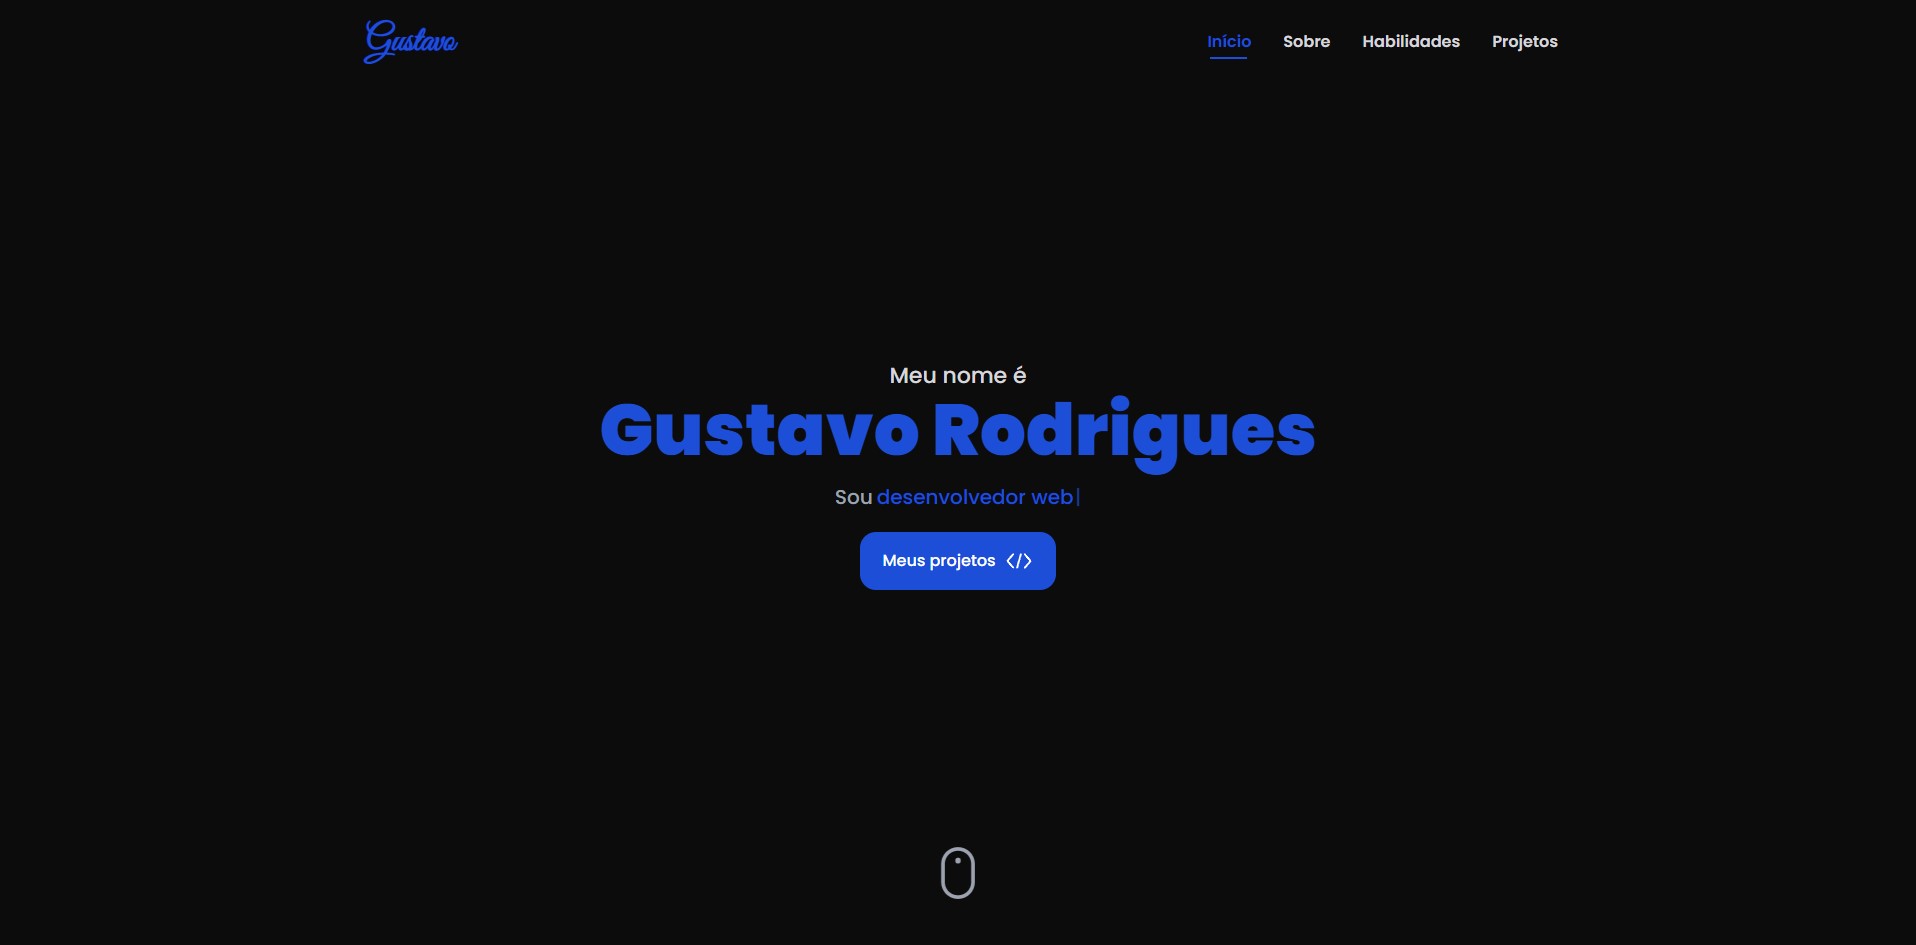 Gustavo
Início Sobre Habilidades Projetos
Meu nome é
Gustavo Rodrigues
Sou desenvolvedor web|
Meus projetos </>